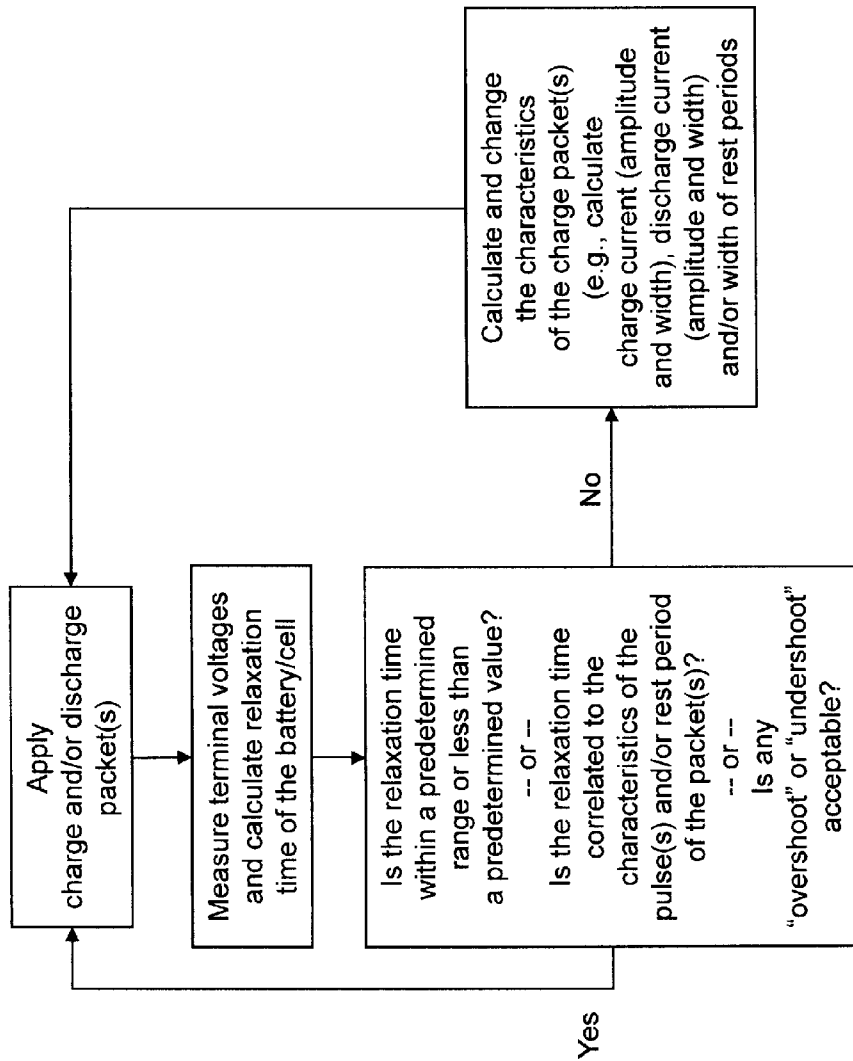 Apply
charge and/or discharge
packet(s)
Measure terminal voltages
and calculate relaxation
time of the battery/cell
Is the relaxation time
within a predetermined
range or less than
a predetermined value?
-- or --
Is the relaxation time
correlated to the
characteristics of the
pulse(s) and/or rest period
of the packet(s)?
-- or --
Is any
"overshoot" or "undershoot"
acceptable?
Yes
No
Calculate and change
the characteristics
of the charge packet(s)
(e.g., calculate
charge current (amplitude
and width), discharge current
(amplitude and width)
and/or width of rest periods